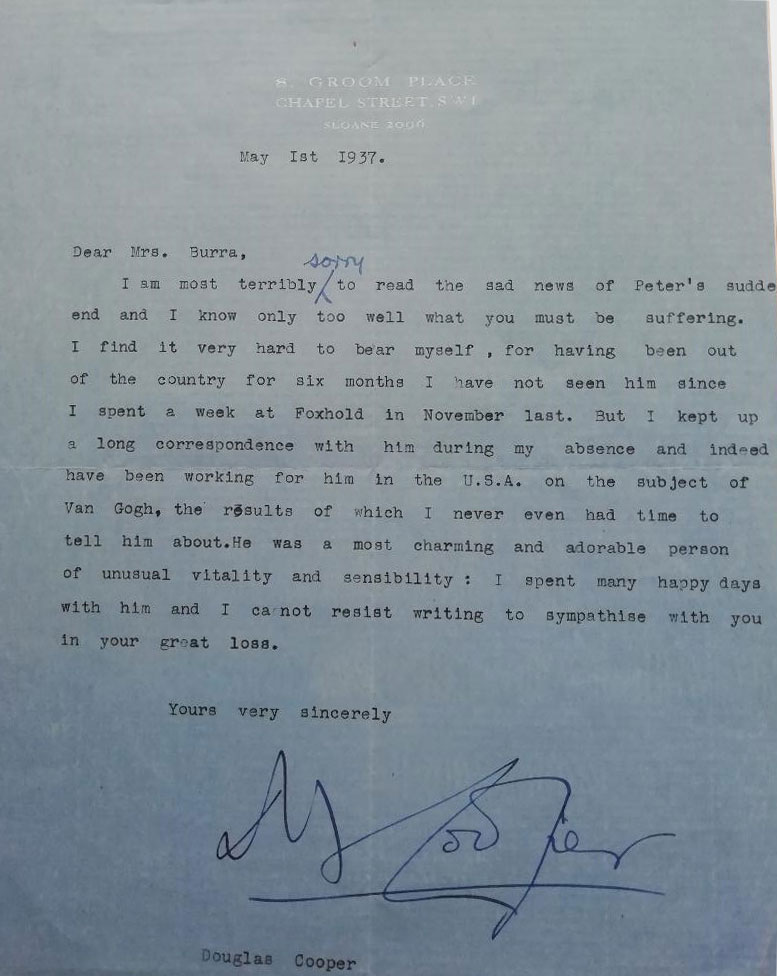 8, GROOM PLACE
CHAPEL STREET. S.W.1
SLOANE 2006
May 1st 1937.
Dear Mrs. Burra,
sorry
I am most terribly to read the sad news of Peter's sudde
end and I know only too well what you must be suffering.
I find it very hard to bear myself , for having been out
of the country for six months I have not seen him since
I spent a week at Foxhold in November last. But I kept up
a long correspondence with him during my absence and indeed
have been working for him in the U.S.A. on the subject of
Van Gogh, the results of which I never even had time to
tell him about.He was a most charming and adorable person
of unusual vitality and sensibility : I spent many happy days
with him and I cannot resist writing to sympathise with you
in your great loss.
Yours very sincerely
Cooper
Douglas Cooper